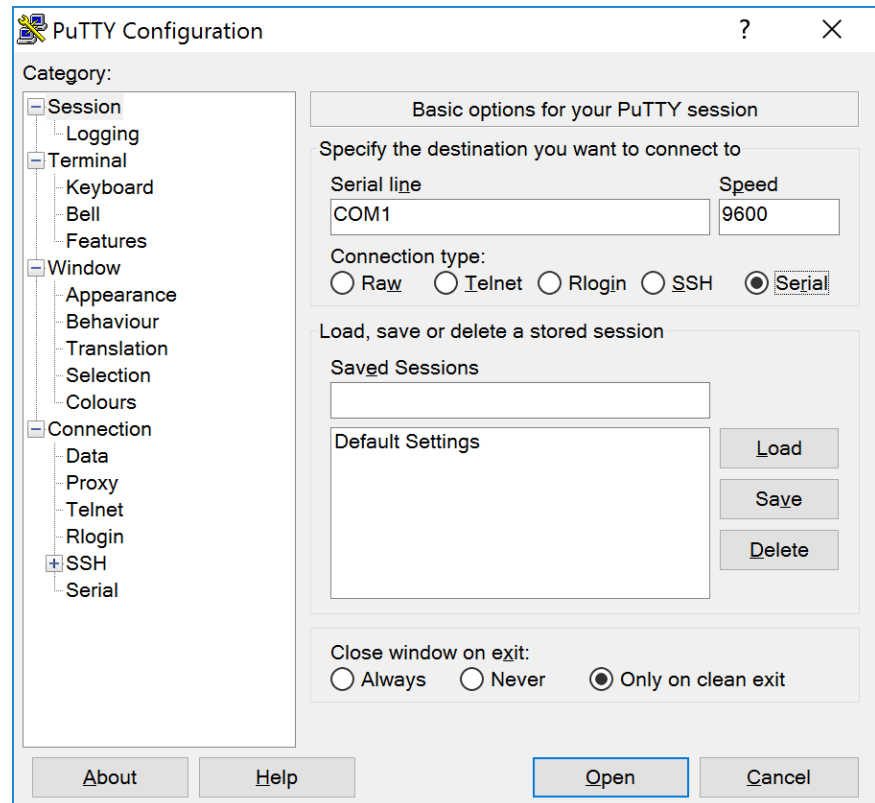 PuTTY Configuration
?
Category:
Session
Logging
Terminal
Keyboard
Bell
Features
Window
Appearance
Behaviour
Translation
Selection
Colours
Connection
Data
Proxy
Telnet
Rlogin
SSH
Serial
Basic options for your PuTTY session
Specify the destination you want to connect to
Serial line Speed
COM1 9600
Connection type:
Raw Telnet Rlogin SSH Serial
Load, save or delete a stored session
Saved Sessions
Default Settings
Load
Save
Delete
Close window on exit:
Always Never Only on clean exit
About Help Open Cancel